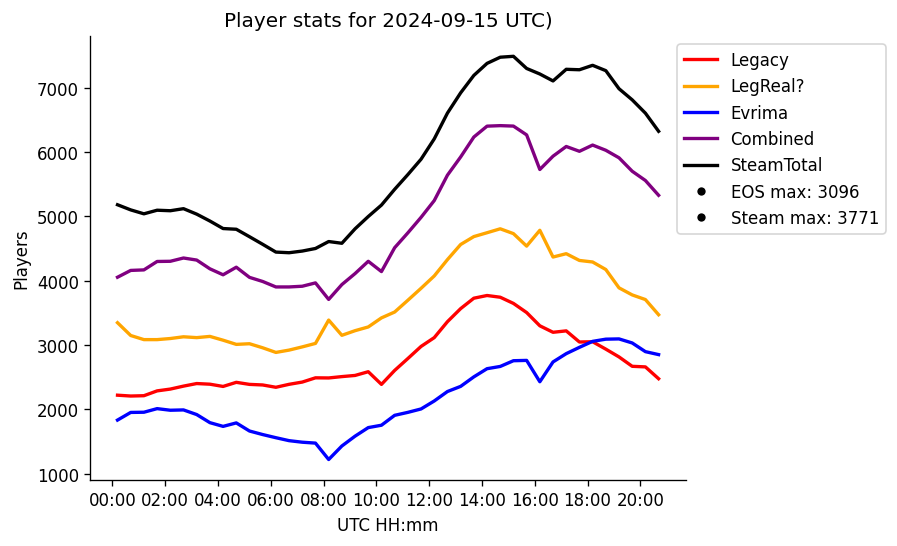 Player stats for 2024-09-15 UTC)
Legacy
LegReal?
Evrima
Combined
SteamTotal
EOS max: 3096
Steam max: 3771
Players
7000
6000
5000
4000
3000
2000
1000
00:00 02:00 04:00 06:00 08:00 10:00 12:00 14:00 16:00 18:00 20:00
UTC HH:mm